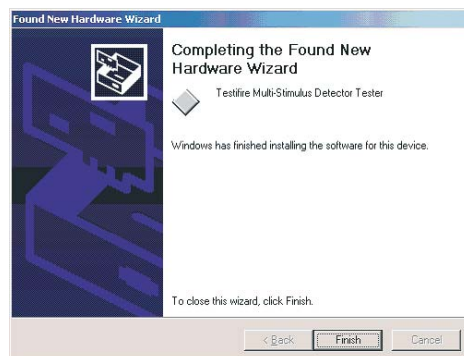 Found New Hardware Wizard
Completing the Found New
Hardware Wizard
Testifire Multi-Stimulus Detector Tester
Windows has finished installing the software for this device.
To close this wizard, click Finish.
< Back
Finish
Cancel